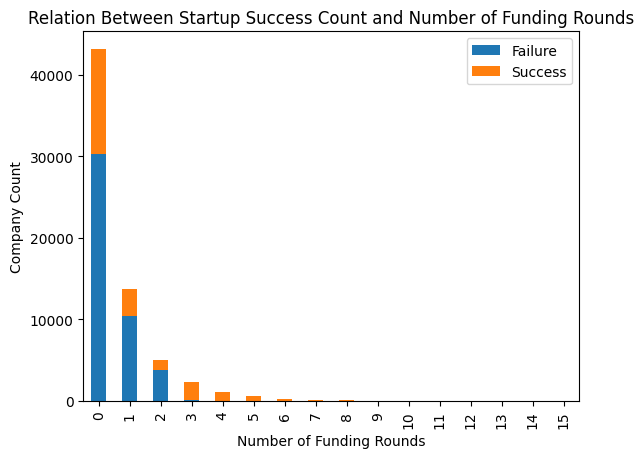 Relation Between Startup Success Count and Number of Funding Rounds
Failure
Success
Company Count
40000
30000
20000
10000
0
0 1 2 3 4 5 6 7 8 9 10 11 12 13 14 15
Number of Funding Rounds